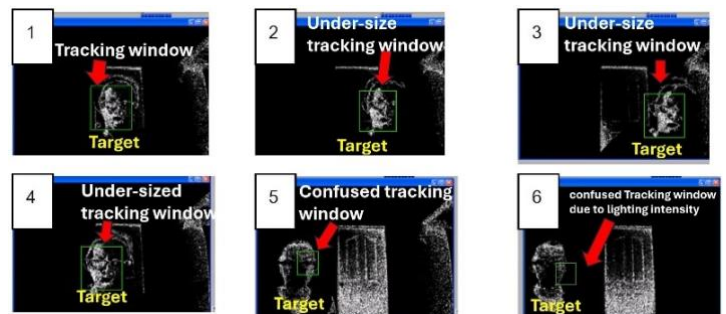 1
Tracking window
Target
2
Under-size
tracking window
Target
3
Under-size
tracking window
Target
4
Under-sized
tracking window
Target
5
Confused tracking
window
Target
6
confused Tracking window
due to lighting intensity
Target